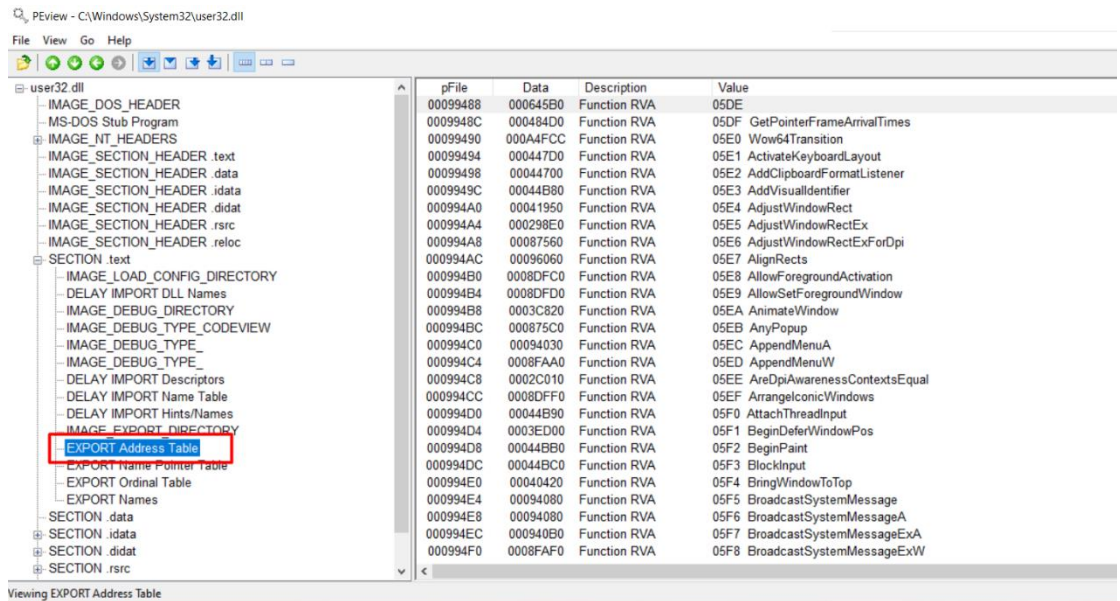 PEview - C:\Windows\System32\user32.dll
File View Go Help
user32.dll
IMAGE_DOS_HEADER
MS-DOS Stub Program
IMAGE_NT_HEADERS
IMAGE_SECTION_HEADER .text
IMAGE_SECTION_HEADER .data
IMAGE_SECTION_HEADER .idata
IMAGE_SECTION_HEADER .didat
IMAGE_SECTION_HEADER .rsrc
IMAGE_SECTION_HEADER .reloc
SECTION .text
IMAGE_LOAD_CONFIG_DIRECTORY
DELAY IMPORT DLL Names
IMAGE_DEBUG_DIRECTORY
IMAGE_DEBUG_TYPE_CODEVIEW
IMAGE_DEBUG_TYPE_
IMAGE_DEBUG_TYPE_
DELAY IMPORT Descriptors
DELAY IMPORT Name Table
DELAY IMPORT Hints/Names
IMAGE_EXPORT_DIRECTORY
EXPORT Address Table
EXPORT Name Pointer Table
EXPORT Ordinal Table
EXPORT Names
SECTION .data
SECTION .idata
SECTION .didat
SECTION .rsrc
pFile Data Description Value
00099488 000645B0 Function RVA 05DE
0009948C 000484D0 Function RVA 05DF GetPointerFrameArrivalTimes
00099490 000A4FCC Function RVA 05E0 Wow64Transition
00099494 000447D0 Function RVA 05E1 ActivateKeyboardLayout
00099498 00044700 Function RVA 05E2 AddClipboardFormatListener
0009949C 00044B80 Function RVA 05E3 AddVisualIdentifier
000994A0 00041950 Function RVA 05E4 AdjustWindowRect
000994A4 000298E0 Function RVA 05E5 AdjustWindowRectEx
000994A8 00087560 Function RVA 05E6 AdjustWindowRectExForDpi
000994AC 00096060 Function RVA 05E7 AlignRects
000994B0 0008DFC0 Function RVA 05E8 AllowForegroundActivation
000994B4 0008DFD0 Function RVA 05E9 AllowSetForegroundWindow
000994B8 0003C820 Function RVA 05EA AnimateWindow
000994BC 000875C0 Function RVA 05EB AnyPopup
000994C0 00094030 Function RVA 05EC AppendMenuA
000994C4 0008FAA0 Function RVA 05ED AppendMenuW
000994C8 0002C010 Function RVA 05EE AreDpiAwarenessContextsEqual
000994CC 0008DFF0 Function RVA 05EF ArrangeIconicWindows
000994D0 00044B90 Function RVA 05F0 AttachThreadInput
000994D4 0003ED00 Function RVA 05F1 BeginDeferWindowPos
000994D8 00044BB0 Function RVA 05F2 BeginPaint
000994DC 00044BC0 Function RVA 05F3 BlockInput
000994E0 00040420 Function RVA 05F4 BringWindowToTop
000994E4 00094080 Function RVA 05F5 BroadcastSystemMessage
000994E8 00094080 Function RVA 05F6 BroadcastSystemMessageA
000994EC 000940B0 Function RVA 05F7 BroadcastSystemMessageExA
000994F0 0008FAF0 Function RVA 05F8 BroadcastSystemMessageExW
Viewing EXPORT Address Table